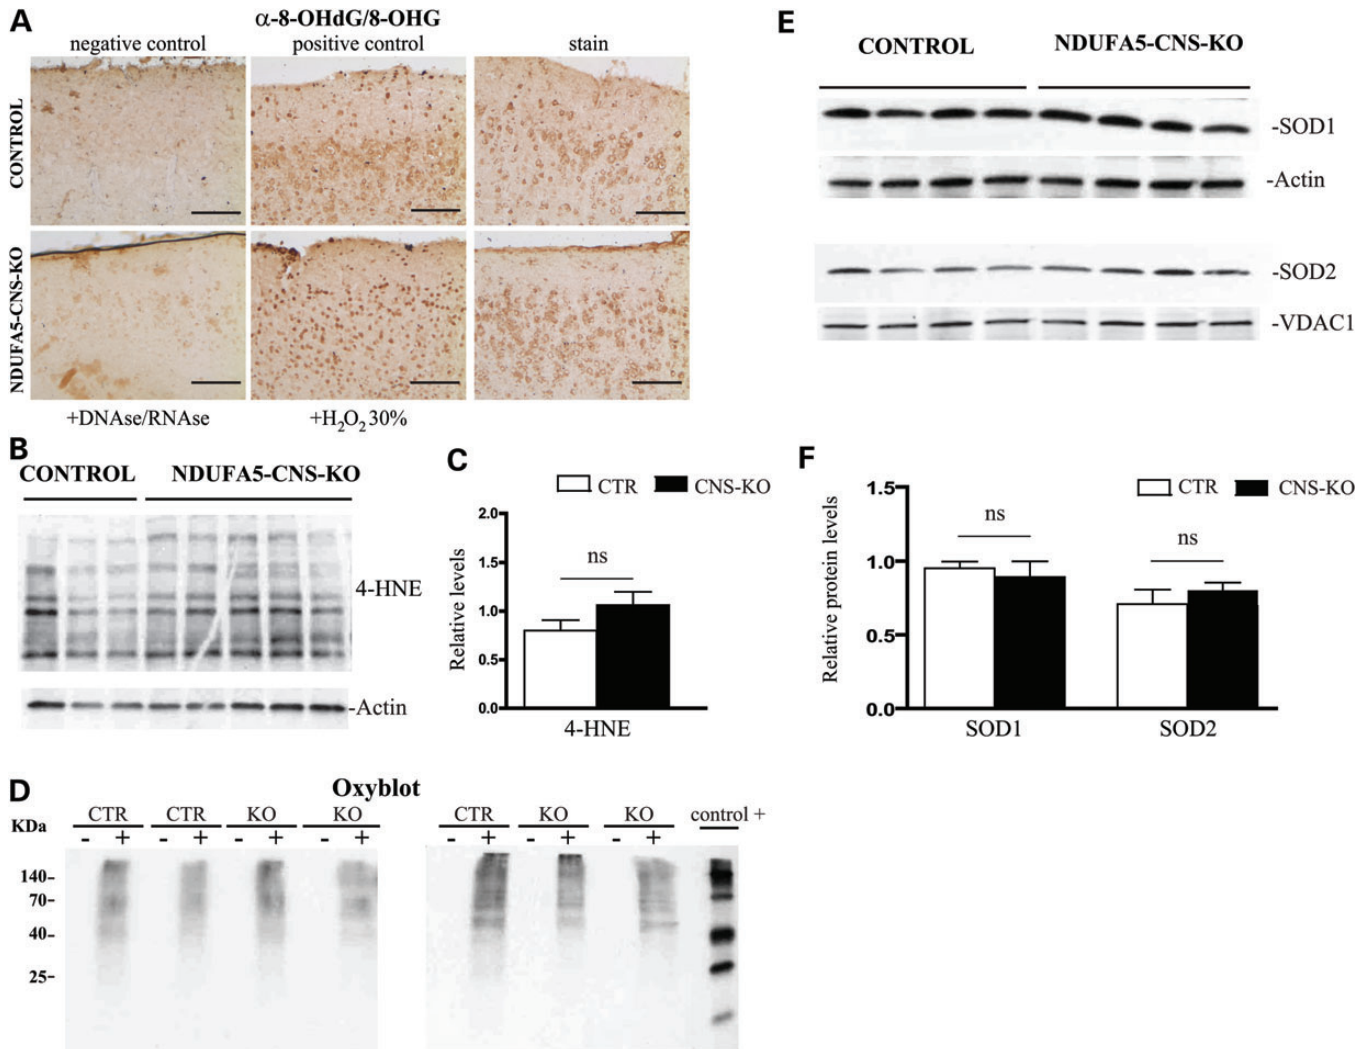 A
α-8-OHdG/8-OHG
negative control positive control stain
CONTROL
NDUFA5-CNS-KO
+DNAse/RNAse +H₂O₂ 30%
B
CONTROL NDUFA5-CNS-KO
4-HNE
-Actin
C
CTR CNS-KO
Relative levels
2.0
1.5
1.0
0.5
0.0
ns
4-HNE
D
Oxyblot
CTR CTR KO KO CTR KO KO control +
KDa - + - + - + - + - + - + - +
140-
70-
40-
25-
E
CONTROL NDUFA5-CNS-KO
-SOD1
-Actin
-SOD2
-VDAC1
F
CTR CNS-KO
Relative protein levels
1.5
1.0
0.5
0.0
ns
ns
SOD1 SOD2